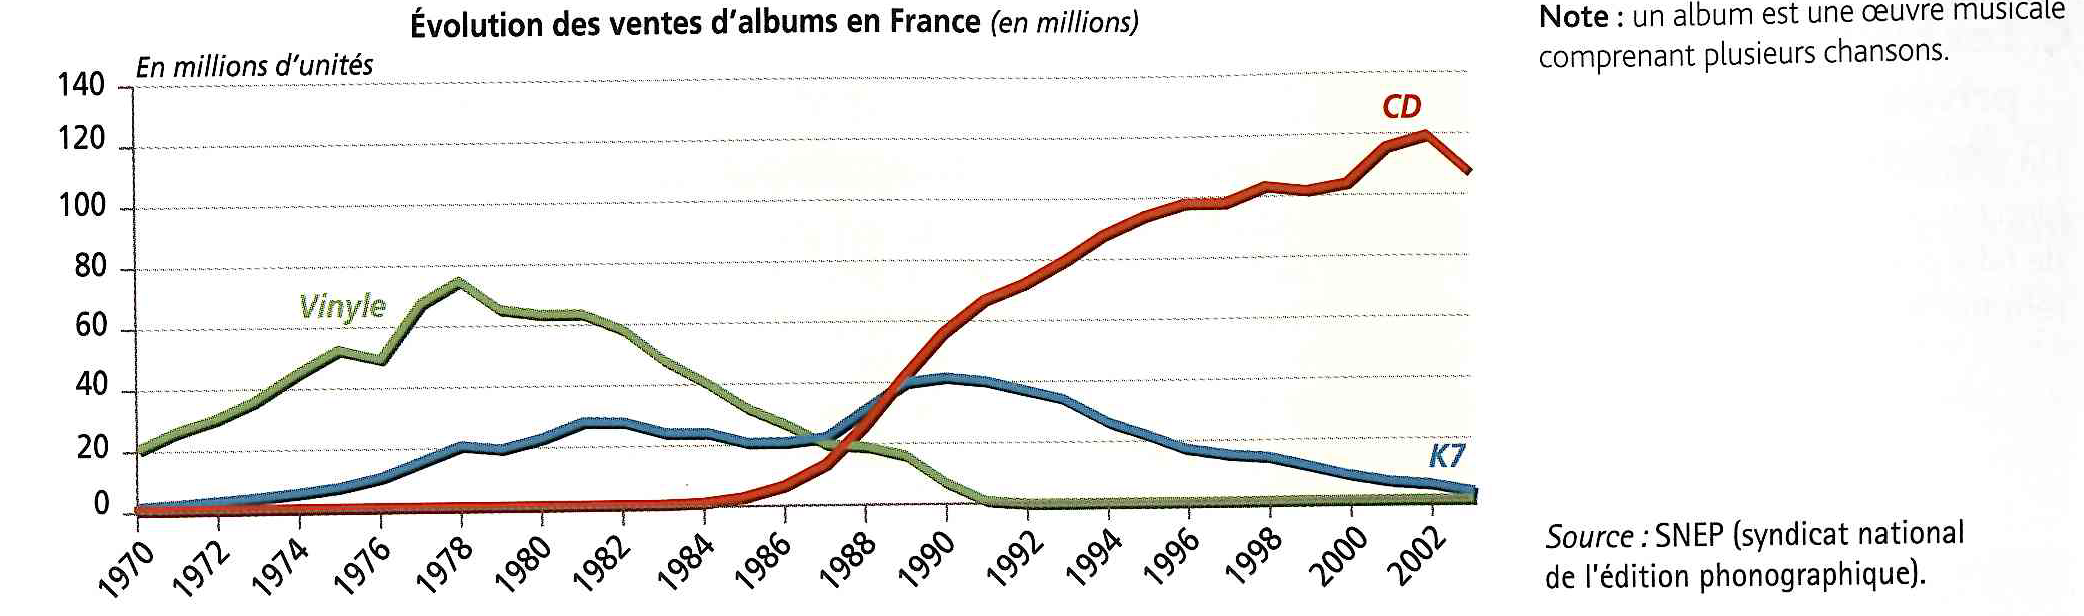 Évolution des ventes d'albums en France (en millions)
En millions d'unités
140
120
100
80
60
40
20
0
CD
Vinyle
K7
1970
1972
1974
1976
1978
1980
1982
1984
1986
1988
1990
1992
1994
1996
1998
2000
2002
Note : un album est une œuvre musicale
comprenant plusieurs chansons.
Source : SNEP (syndicat national
de l'édition phonographique).